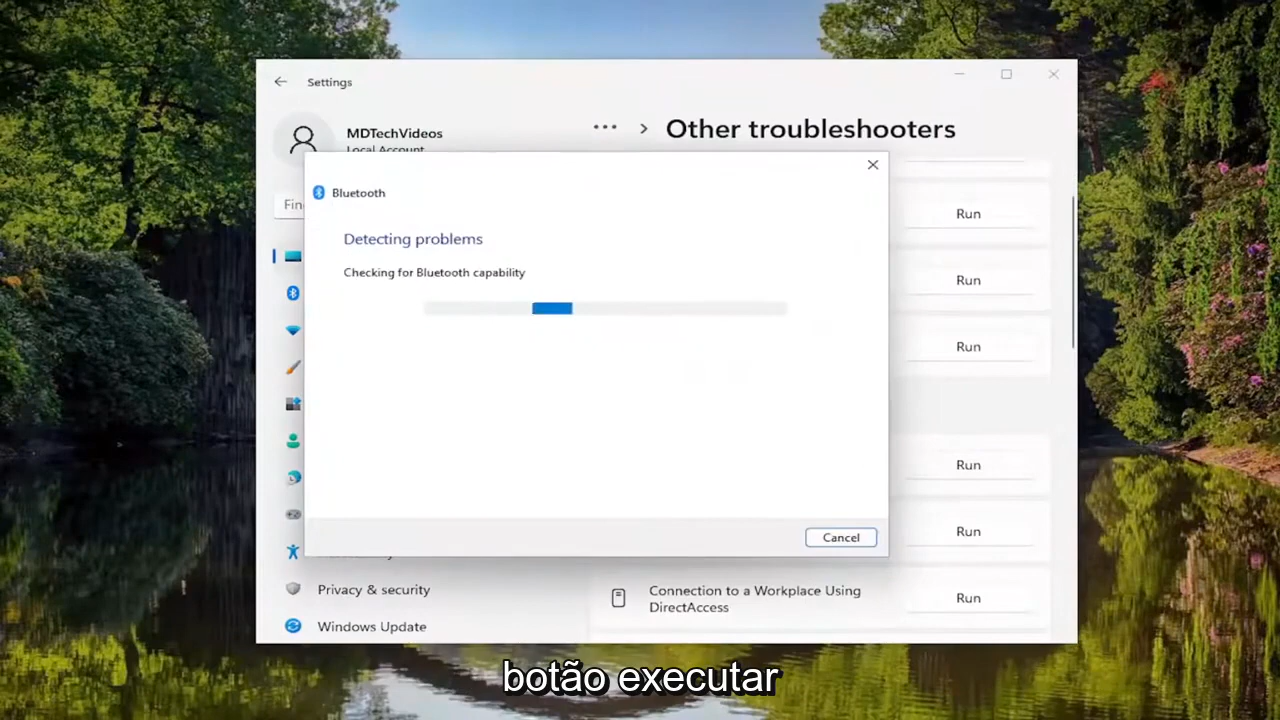 Settings
MDTechVideos
Local Account
... > Other troubleshooters
Fin
Bluetooth
Detecting problems
Checking for Bluetooth capability
Cancel
Run
Run
Run
Run
Run
Connection to a Workplace Using
DirectAccess
Run
Privacy & security
Windows Update
botão executar